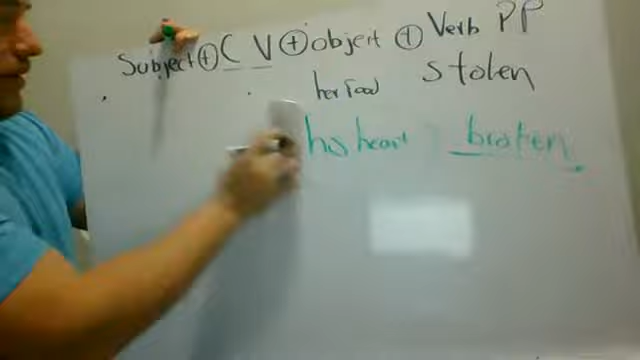 Subject + C V + object + Verb PP
her food stolen
his heart broken